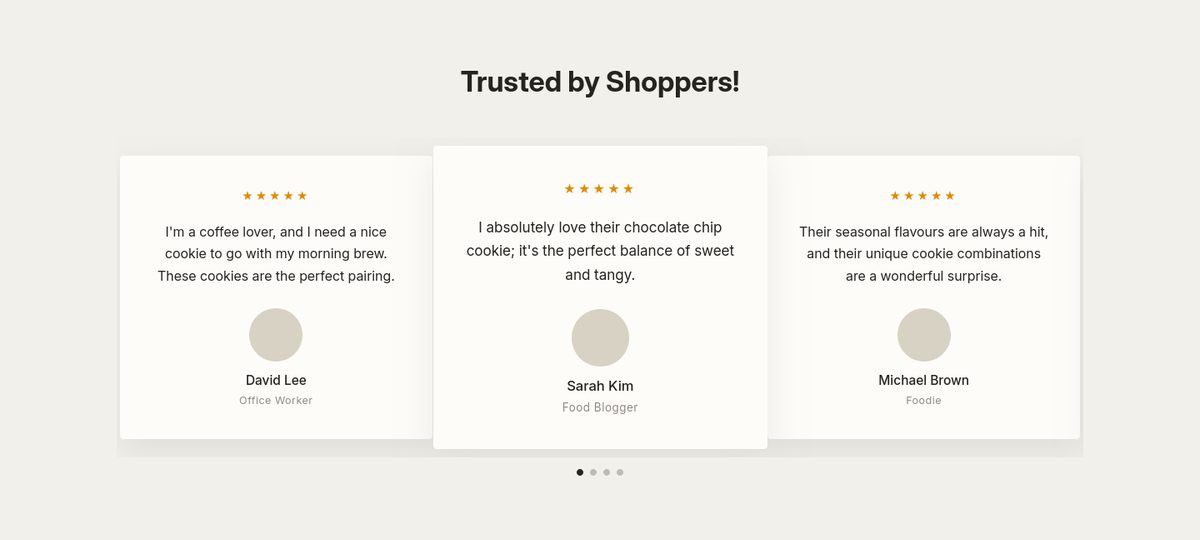 Trusted by Shoppers!
★★★★★
I'm a coffee lover, and I need a nice
cookie to go with my morning brew.
These cookies are the perfect pairing.
David Lee
Office Worker
★★★★★
I absolutely love their chocolate chip
cookie; it's the perfect balance of sweet
and tangy.
Sarah Kim
Food Blogger
★★★★★
Their seasonal flavours are always a hit,
and their unique cookie combinations
are a wonderful surprise.
Michael Brown
Foodie